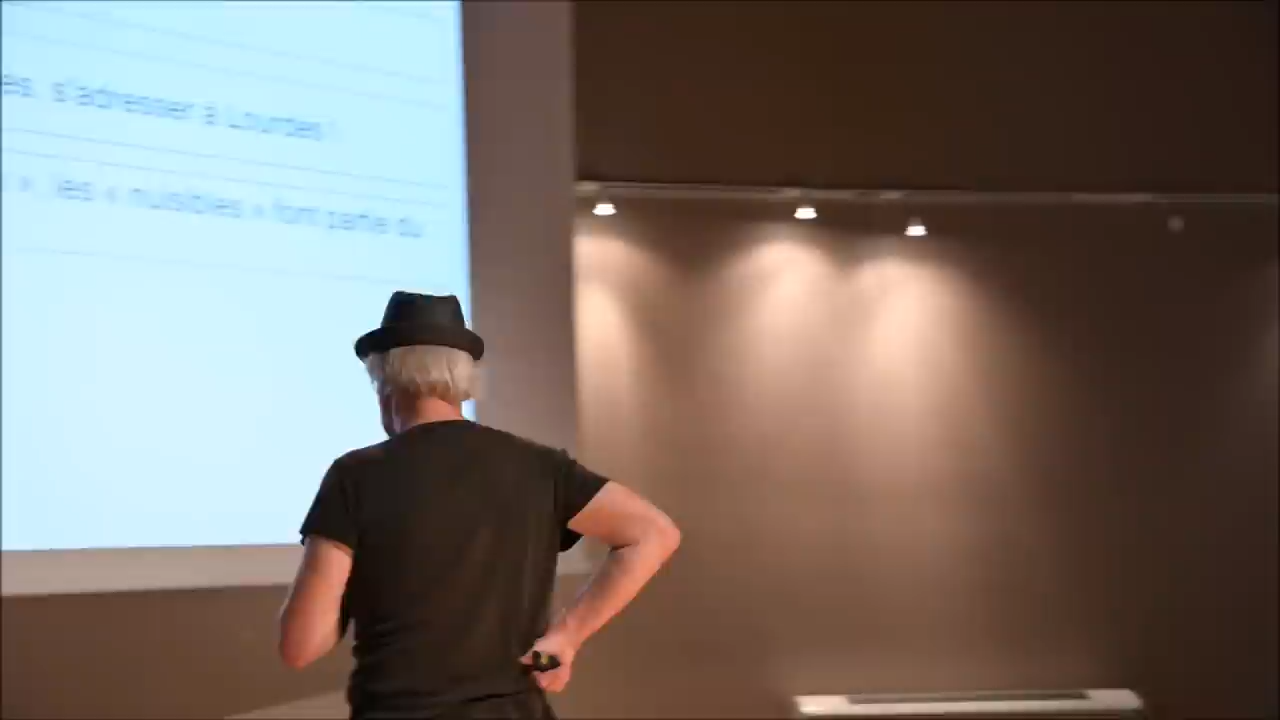 es, s'adresser à Lourdes !
», les « nuisibles » font partie du